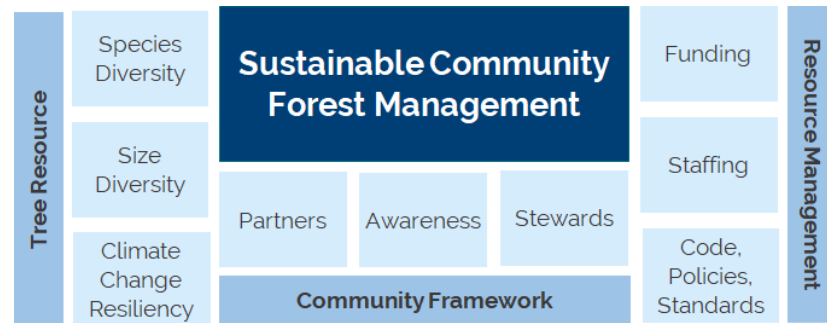 Tree Resource
Species
Diversity
Size
Diversity
Climate
Change
Resiliency
Sustainable Community
Forest Management
Partners
Awareness
Stewards
Community Framework
Funding
Staffing
Code,
Policies,
Standards
Resource Management